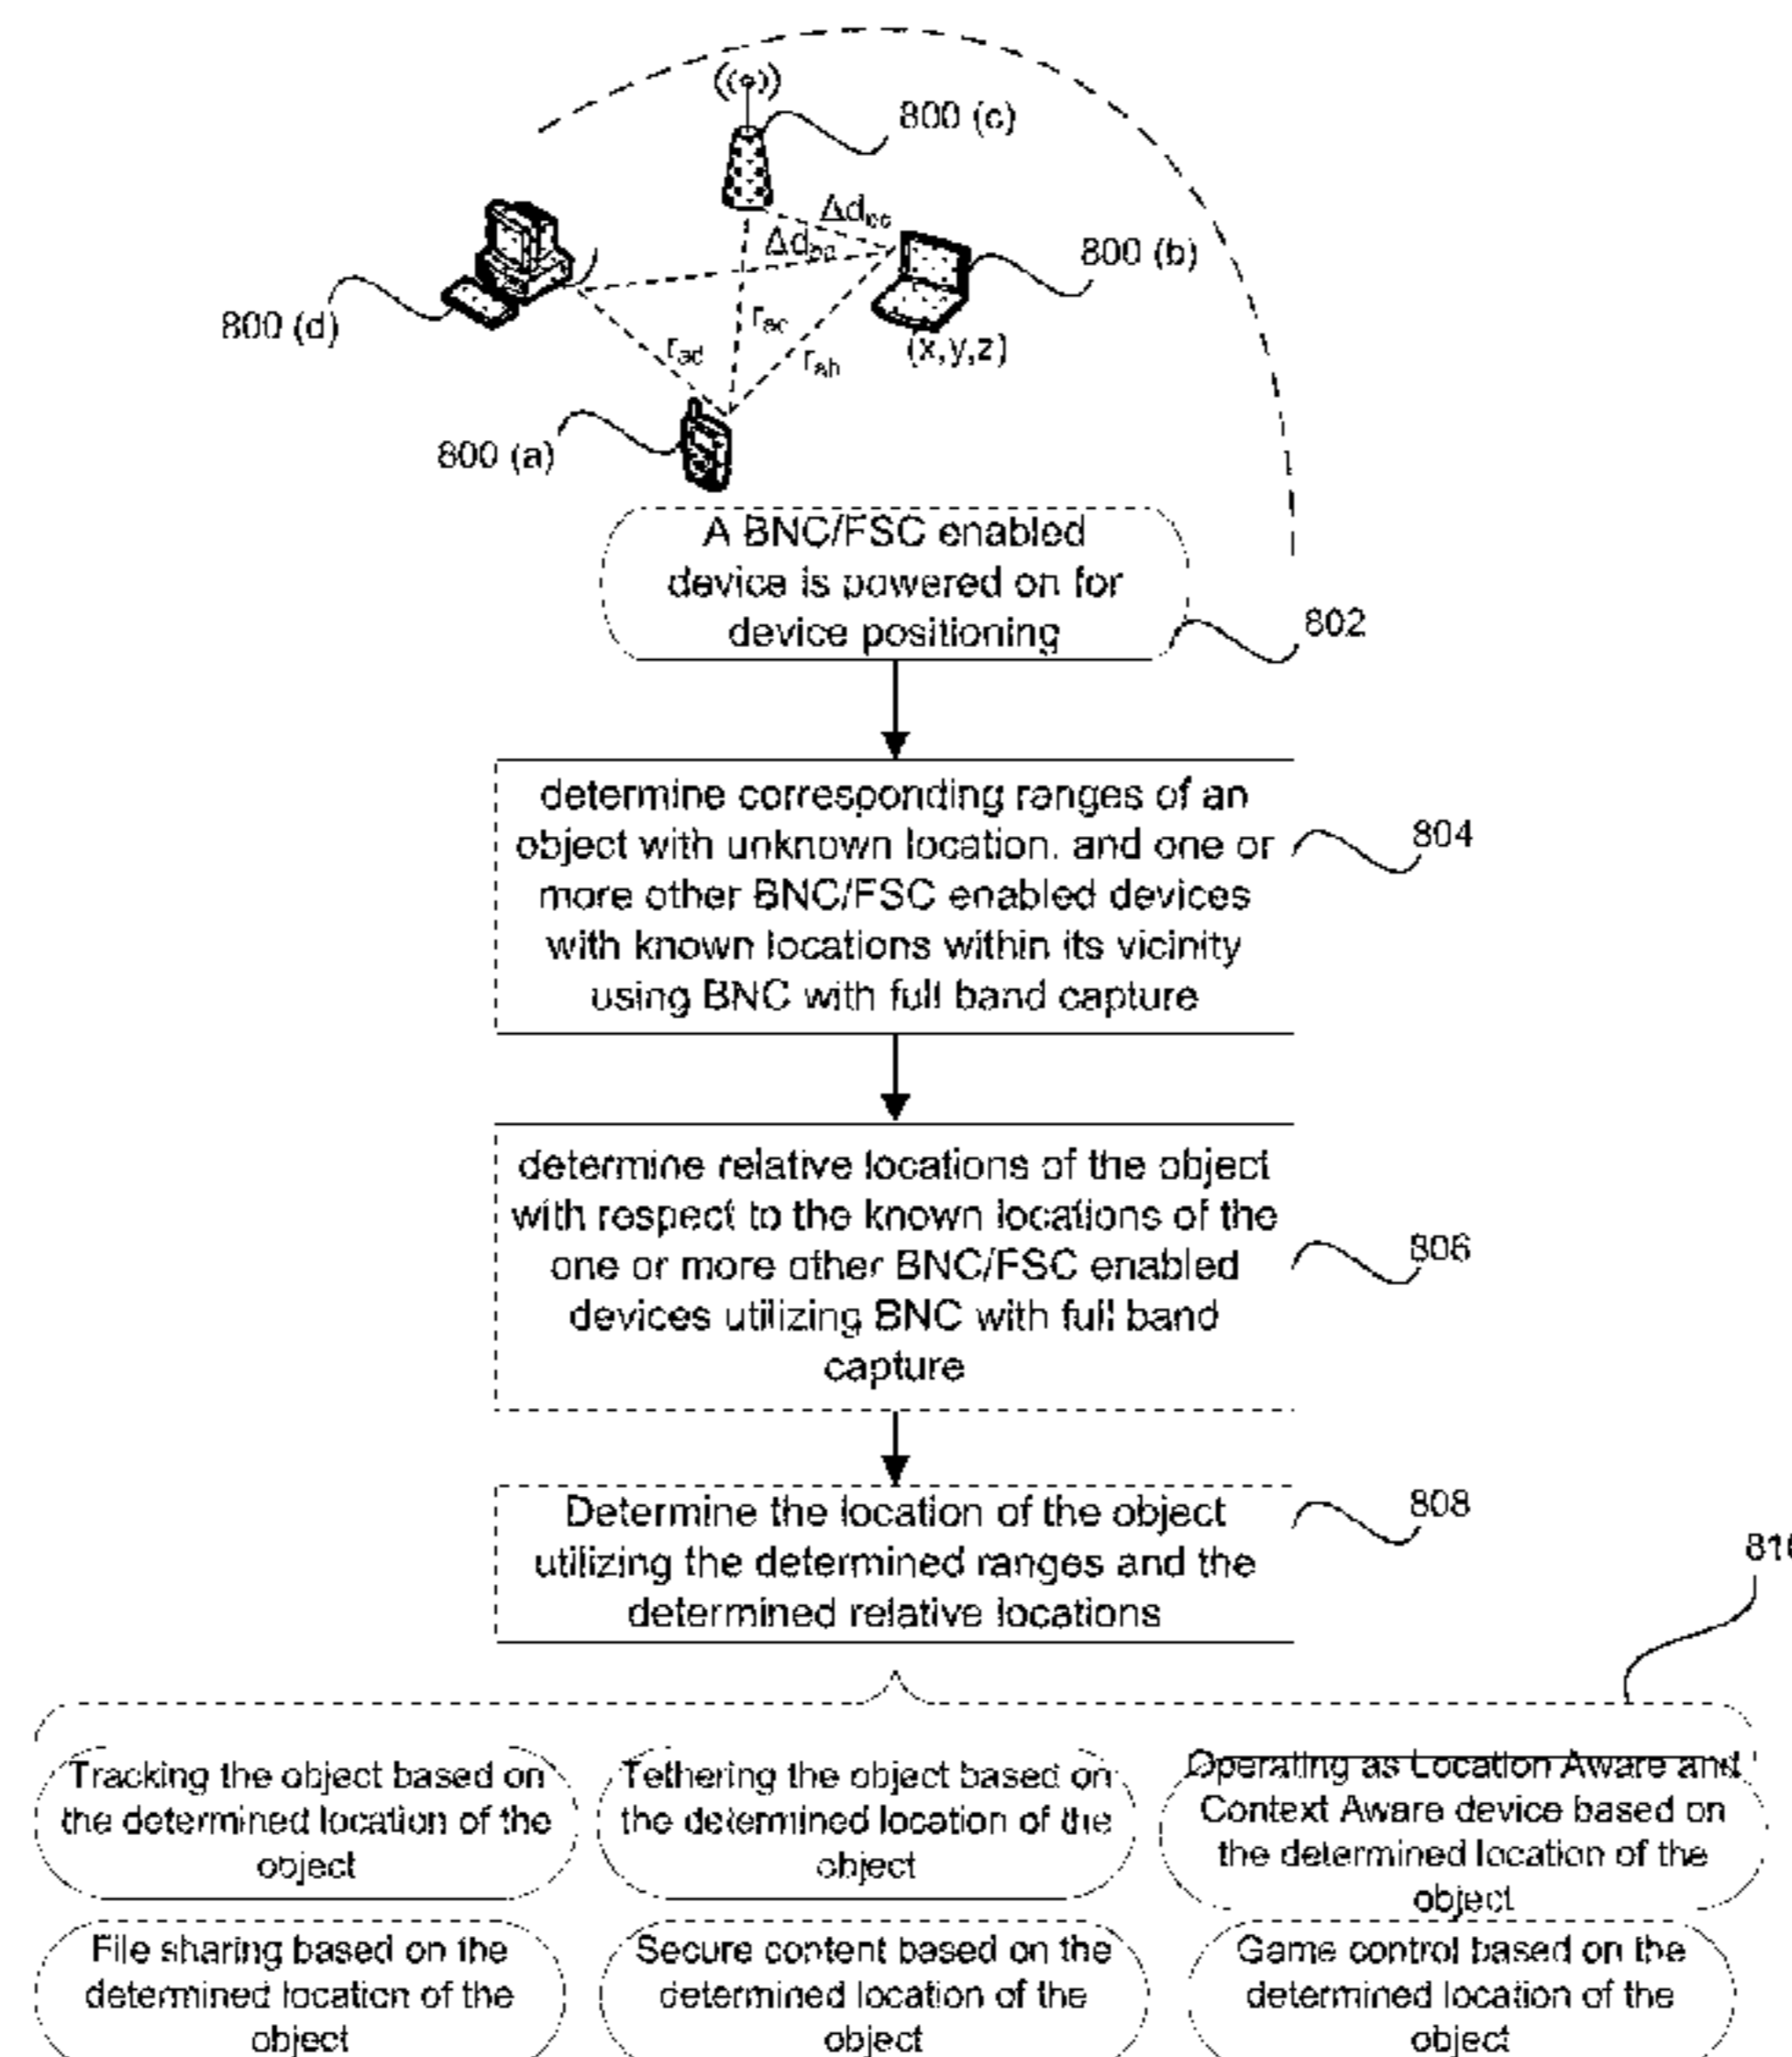 800 (c)
Δd
Δd
800 (b)
800 (d)
r
r
r
(x,y,z)
800 (a)
A BNC/FSC enabled
device is powered on for
device positioning
802
determine corresponding ranges of an
object with unknown location, and one or
more other BNC/FSC enabled devices
with known locations within its vicinity
using BNC with full band capture
804
determine relative locations of the object
with respect to the known locations of the
one or more other BNC/FSC enabled
devices utilizing BNC with full band
capture
806
Determine the location of the object
utilizing the determined ranges and the
determined relative locations
808
Tracking the object based on
the determined location of the
object
Tethering the object based on
the determined location of the
object
Operating as Location Aware and
Context Aware device based on
the determined location of the
object
File sharing based on the
determined location of the
object
Secure content based on the
determined location of the
object
Game control based on the
determined location of the
object